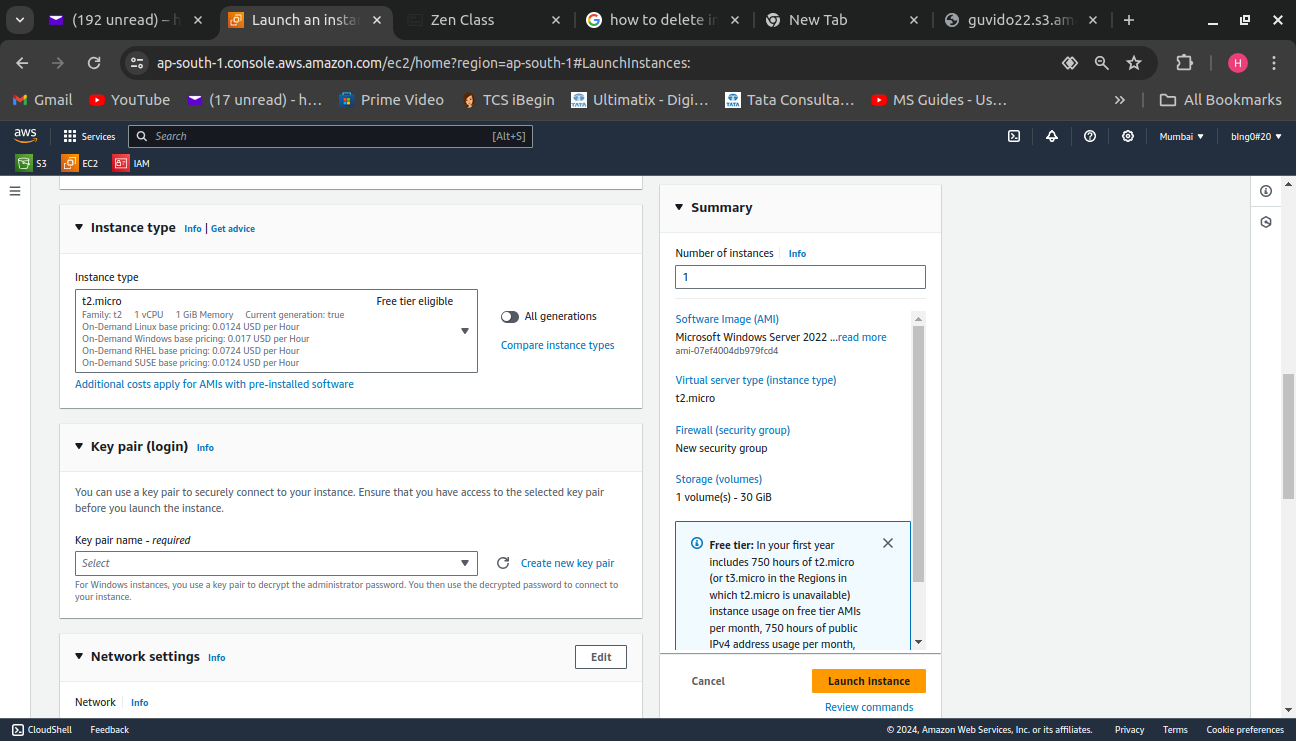 (192 unread) – h
Launch an insta
Zen Class
how to delete in
New Tab
guvido22.s3.am
ap-south-1.console.aws.amazon.com/ec2/home?region=ap-south-1#LaunchInstances:
H
Gmail
YouTube
(17 unread) - h...
Prime Video
TCS iBegin
Ultimatix - Digi...
Tata Consulta...
MS Guides - Us...
»
All Bookmarks
aws
Services
Search
[Alt+S]
Mumbai
S3
EC2
IAM
Instance type
Info
Get advice
Instance type
t2.micro
Free tier eligible
Family: t2 1 vCPU 1 GiB Memory Current generation: true
On-Demand Linux base pricing: 0.0124 USD per Hour
On-Demand Windows base pricing: 0.017 USD per Hour
On-Demand RHEL base pricing: 0.0724 USD per Hour
On-Demand SUSE base pricing: 0.0124 USD per Hour
All generations
Compare instance types
Additional costs apply for AMIs with pre-installed software
Key pair (login)
Info
You can use a key pair to securely connect to your instance. Ensure that you have access to the selected key pair
before you launch the instance.
Key pair name - required
Select
Create new key pair
For Windows instances, you use a key pair to decrypt the administrator password. You then use the decrypted password to connect to
your instance.
Network settings
Info
Edit
Network
Info
Summary
Number of instances
Info
1
Software Image (AMI)
Microsoft Windows Server 2022 ...read more
ami-07ef4004db979fcd4
Virtual server type (instance type)
t2.micro
Firewall (security group)
New security group
Storage (volumes)
1 volume(s) - 30 GiB
Free tier: In your first year
includes 750 hours of t2.micro
(or t3.micro in the Regions in
which t2.micro is unavailable)
instance usage on free tier AMIs
per month, 750 hours of public
IPv4 address usage per month,
Cancel
Launch instance
Review commands
CloudShell
Feedback
© 2024, Amazon Web Services, Inc. or its affiliates.
Privacy
Terms
Cookie preferences